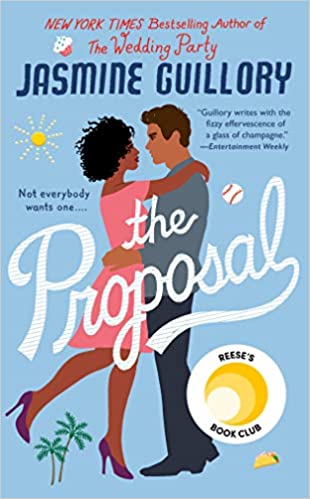 NEW YORK TIMES Bestselling Author of
The Wedding Party
JASMINE GUILLORY
"Guillory writes with the
fizzy effervescence of
a glass of champagne."
—Entertainment Weekly
Not everybody
wants one....
the
Proposal
REESE'S
BOOK CLUB